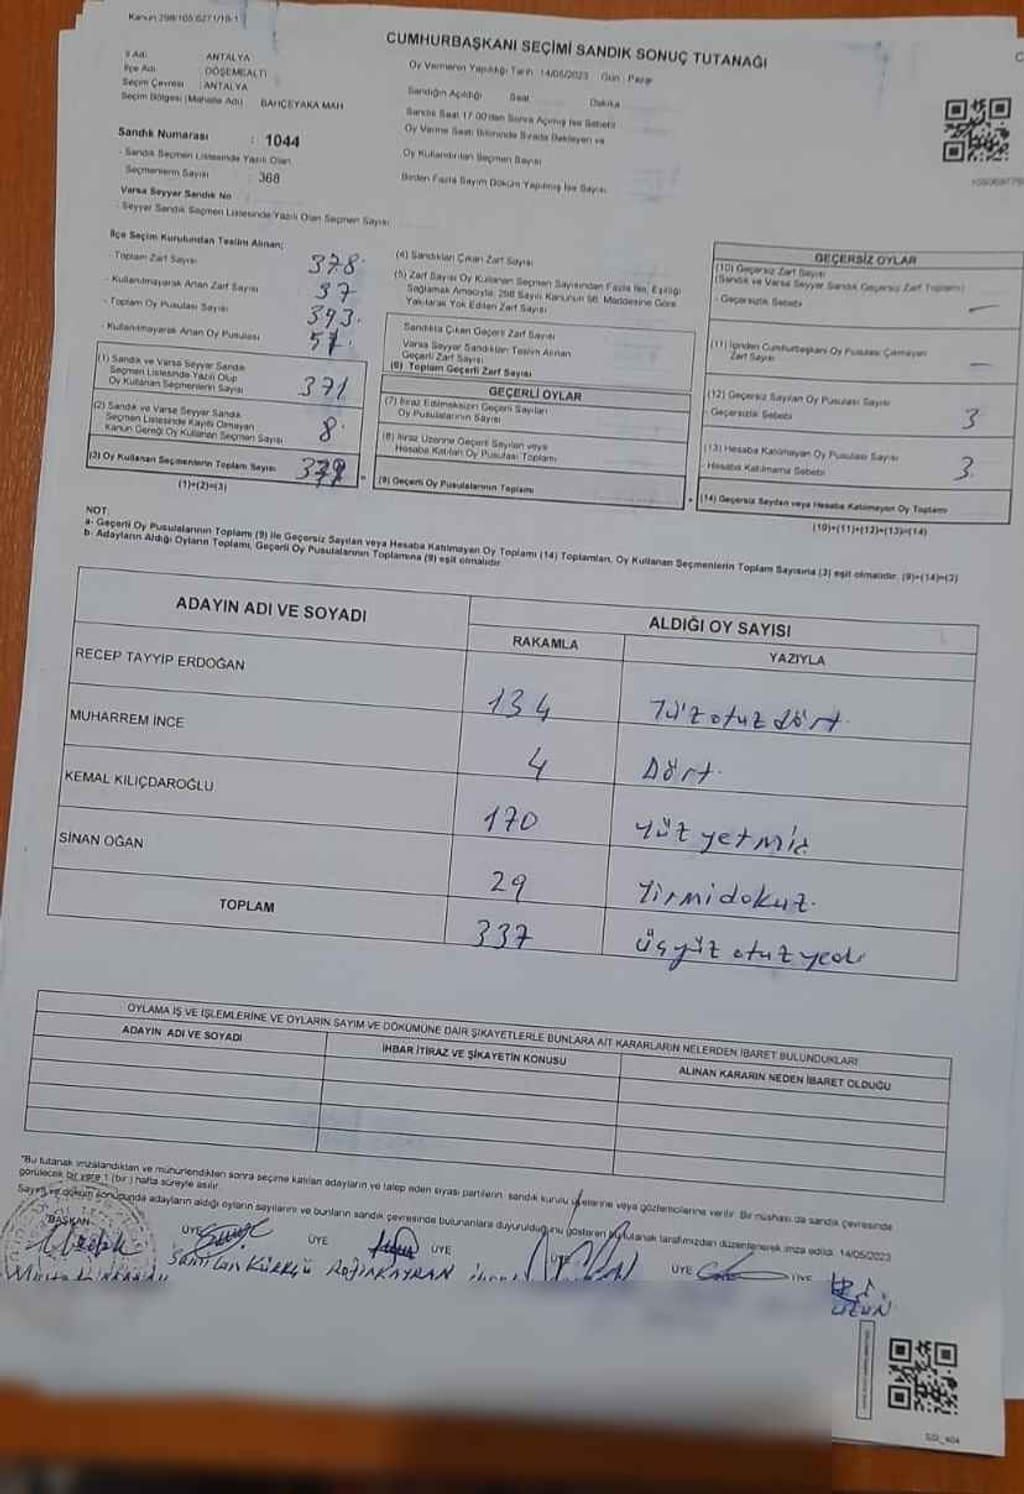 Kanun 298/105 6271/19-1
CUMHURBAŞKANI SEÇİMİ SANDIK SONUÇ TUTANAĞI
İl Adı : ANTALYA
İlçe Adı : DÖŞEMEALTI
Seçim Çevresi : ANTALYA
Seçim Bölgesi (Mahalle Adı) BAHÇEYAKA MAH
Oy Vermenin Yapıldığı Tarih 14/05/2023 Gün : Pazar
Sandığın Açıldığı Saat Dakika
Sandık Saat 17.00'den Sonra Açılmış İse Sebebi
Oy Verme Saati Bitiminde Sırada Bekleyen ve
Oy Kullandırılan Seçmen Sayısı
Birden Fazla Sayım Döküm Yapılmış İse Sayısı
Sandık Numarası : 1044
- Sandık Seçmen Listesinde Yazılı Olan
Seçmenlerin Sayısı 368
Varsa Seyyar Sandık No
- Seyyar Sandık Seçmen Listesinde Yazılı Olan Seçmen Sayısı
İlçe Seçim Kurulundan Teslim Alınan;
- Toplam Zarf Sayısı 378
- Kullanılmayarak Artan Zarf Sayısı 37
- Toplam Oy Pusulası Sayısı 393
- Kullanılmayarak Artan Oy Pusulası 51
(1) Sandık ve Varsa Seyyar Sandık
Seçmen Listesinde Yazılı Olup
Oy Kullanan Seçmenlerin Sayısı 371
(2) Sandık ve Varsa Seyyar Sandık
Seçmen Listesinde Kayıtlı Olmayan
Kanun Gereği Oy Kullanan Seçmen Sayısı 8
(3) Oy Kullanan Seçmenlerin Toplam Sayısı
(1)+(2)=(3)
(4) Sandıktan Çıkan Zarf Sayısı
(5) Zarf Sayısı Oy Kullanan Seçmen Sayısından Fazla İse, Eşitliği
Sağlamak Amacıyla, 298 Sayılı Kanunun 98. Maddesine Göre
Yakılarak Yok Edilen Zarf Sayısı
Sandıkta Çıkan Geçerli Zarf Sayısı
Varsa Seyyar Sandıktan Teslim Alınan
Geçerli Zarf Sayısı
(6) Toplam Geçerli Zarf Sayısı
GEÇERLİ OYLAR
(7) İtiraz Edilmeksizin Geçerli Sayılan
Oy Pusulalarının Sayısı
(8) İtiraz Üzerine Geçerli Sayılan veya
Hesaba Katılan Oy Pusulası Toplamı
(9) Geçerli Oy Pusulalarının Toplamı
GEÇERSİZ OYLAR
(10) Geçersiz Zarf Sayısı
(Sandık ve Varsa Seyyar Sandık Geçersiz Zarf Toplamı)
- Geçersizlik Sebebi —
(11) İçinden Cumhurbaşkanı Oy Pusulası Çıkmayan
Zarf Sayısı —
(12) Geçersiz Sayılan Oy Pusulası Sayısı
- Geçersizlik Sebebi 3
(13) Hesaba Katılmayan Oy Pusulası Sayısı
- Hesaba Katılmama Sebebi 3
(14) Geçersiz Sayılan veya Hesaba Katılmayan Oy Toplamı
(10)+(11)+(12)+(13)=(14)
NOT:
a- Geçerli Oy Pusulalarının Toplamı (9) ile Geçersiz Sayılan veya Hesaba Katılmayan Oy Toplamı (14) Toplamları, Oy Kullanan Seçmenlerin Toplam Sayısına (3) eşit olmalıdır. (9)+(14)=(3)
b- Adayların Aldığı Oyların Toplamı, Geçerli Oy Pusulalarının Toplamına (9) eşit olmalıdır.
ADAYIN ADI VE SOYADI ALDIĞI OY SAYISI
RAKAMLA YAZIYLA
RECEP TAYYİP ERDOĞAN 134 Yüz otuz dört
MUHARREM İNCE 4 Dört
KEMAL KILIÇDAROĞLU 170 yüz yetmiş
SİNAN OĞAN 29 Yirmidokuz
TOPLAM 337 üçyüz otuz yedi
OYLAMA İŞ VE İŞLEMLERİNE VE OYLARIN SAYIM VE DÖKÜMÜNE DAİR ŞİKAYETLERLE BUNLARA AİT KARARLARIN NELERDEN İBARET BULUNDUKLARI
ADAYIN ADI VE SOYADI İHBAR İTİRAZ VE ŞİKAYETİN KONUSU ALINAN KARARIN NEDEN İBARET OLDUĞU
*Bu tutanak imzalandıktan ve mühürlendikten sonra seçime katılan adayların ve talep eden siyasi partilerin sandık kurulu üyelerine veya gözlemcilerine verilir. Bir nüshası da sandık çevresinde
görülecek bir yere 1 (bir) hafta süreyle asılır.
Sayım ve döküm sonucunda adayların aldığı oyların sayılarını ve bunların sandık çevresinde bulunanlara duyurulduğunu gösteren bu tutanak tarafımızdan düzenlenerek imza edildi. 14/05/2023
BAŞKAN ÜYE ÜYE ÜYE ÜYE ÜYE ÜYE
UZUN